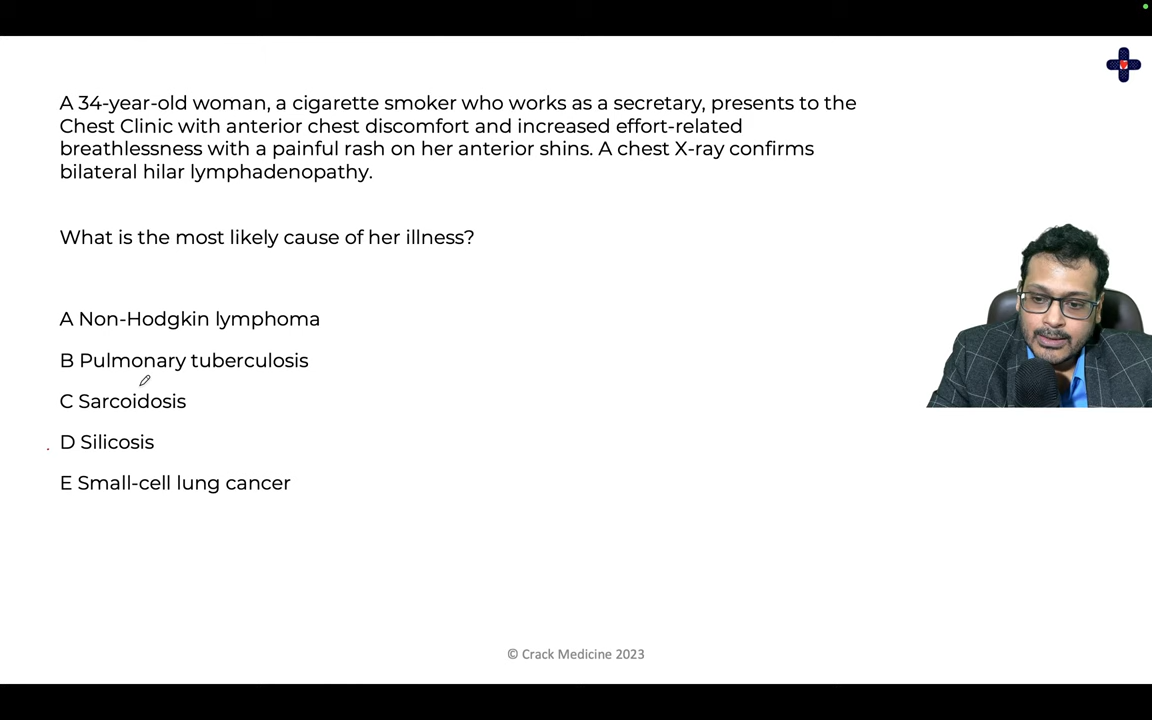 A 34-year-old woman, a cigarette smoker who works as a secretary, presents to the
Chest Clinic with anterior chest discomfort and increased effort-related
breathlessness with a painful rash on her anterior shins. A chest X-ray confirms
bilateral hilar lymphadenopathy.
What is the most likely cause of her illness?
A Non-Hodgkin lymphoma
B Pulmonary tuberculosis
C Sarcoidosis
D Silicosis
E Small-cell lung cancer
© Crack Medicine 2023